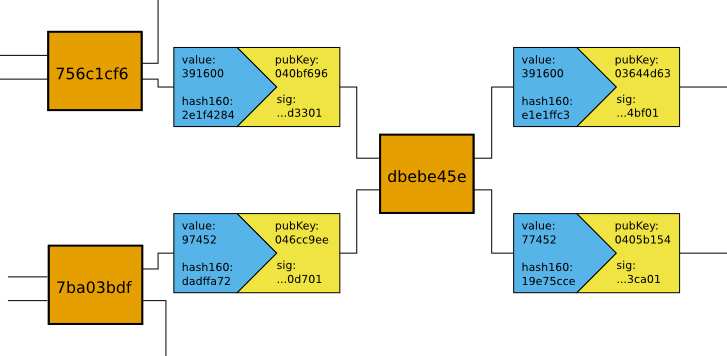 756c1cf6
value:
391600
hash160:
2e1f4284
pubKey:
040bf696
sig:
...d3301
7ba03bdf
value:
97452
hash160:
dadffa72
pubKey:
046cc9ee
sig:
...0d701
dbebe45e
value:
391600
hash160:
e1e1ffc3
pubKey:
03644d63
sig:
...4bf01
value:
77452
hash160:
19e75cce
pubKey:
0405b154
sig:
...3ca01